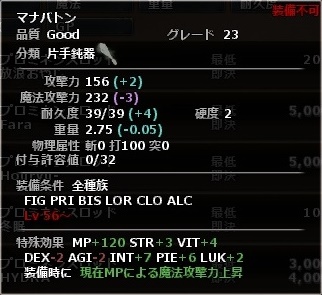 装備不可
マナバトン
品質 Good グレード 23
分類 片手鈍器
攻撃力 156 (+2)
魔法攻撃力 232 (-3)
耐久度 39/39 (+4) 硬度 2
重量 2.75 (-0.05)
物理属性 斬0 打100 突0
付与許容値 0/32
装備条件 全種族
FIG PRI BIS LOR CLO ALC
Lv 56~
特殊効果 MP+120 STR+3 VIT+4
DEX-2 AGI-2 INT+7 PIE+6 LUK+2
装備時に 現在MPによる魔法攻撃力上昇